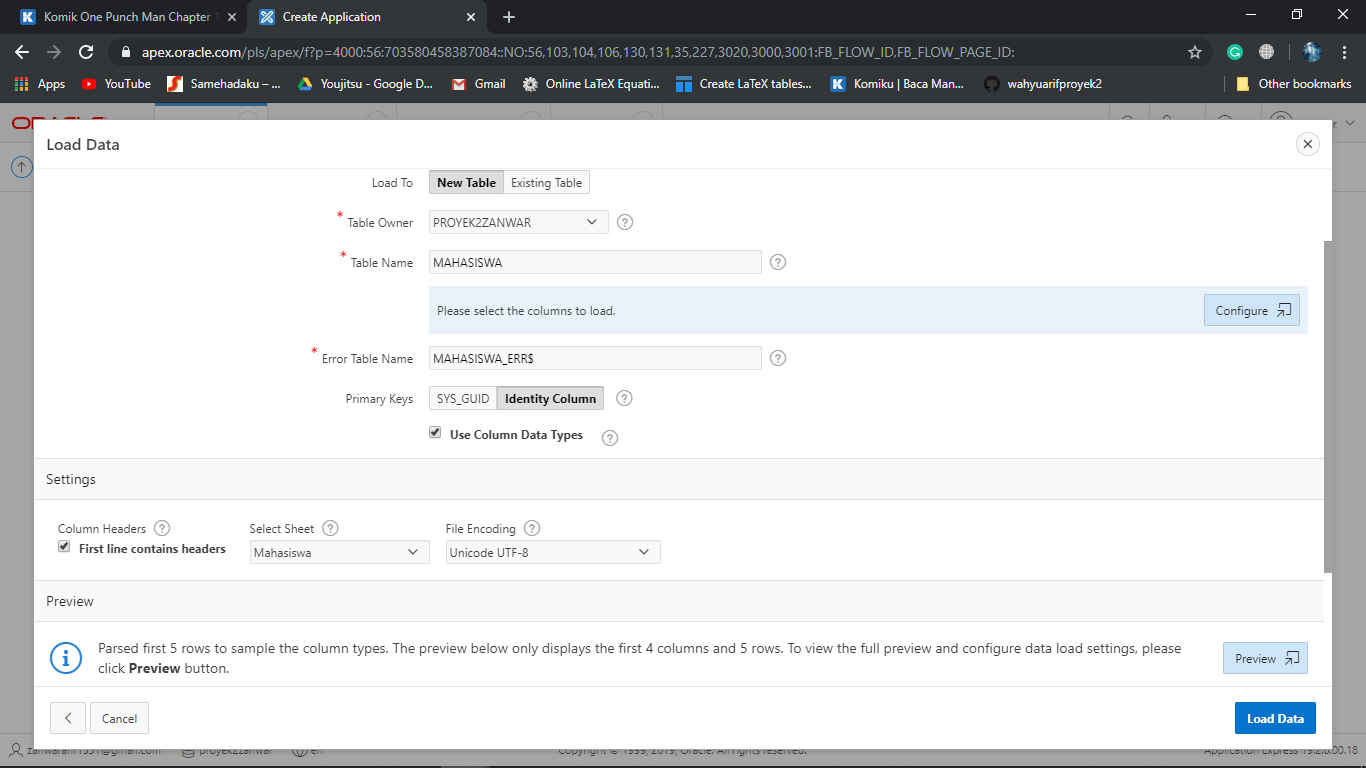 Komik One Punch Man Chapter 1
Create Application
apex.oracle.com/pls/apex/f?p=4000:56:703580458387084::NO:56,103,104,106,130,131,35,227,3020,3000,3001:FB_FLOW_ID,FB_FLOW_PAGE_ID:
Apps YouTube Samehadaku – ... Youjitsu - Google D... Gmail Online LaTeX Equati... Create LaTeX tables... Komiku | Baca Man... wahyuarifproyek2 Other bookmarks
Load Data
Load To New Table Existing Table
* Table Owner PROYEK2ZANWAR ?
* Table Name MAHASISWA ?
Please select the columns to load. Configure
* Error Table Name MAHASISWA_ERR$ ?
Primary Keys SYS_GUID Identity Column ?
Use Column Data Types ?
Settings
Column Headers ? Select Sheet ? File Encoding ?
First line contains headers Mahasiswa Unicode UTF-8
Preview
Parsed first 5 rows to sample the column types. The preview below only displays the first 4 columns and 5 rows. To view the full preview and configure data load settings, please
click Preview button.
Preview
Cancel Load Data
proyek2zanwar en Copyright © 1999, 2019, Oracle. All rights reserved. Application Express 19.2.0.00.18